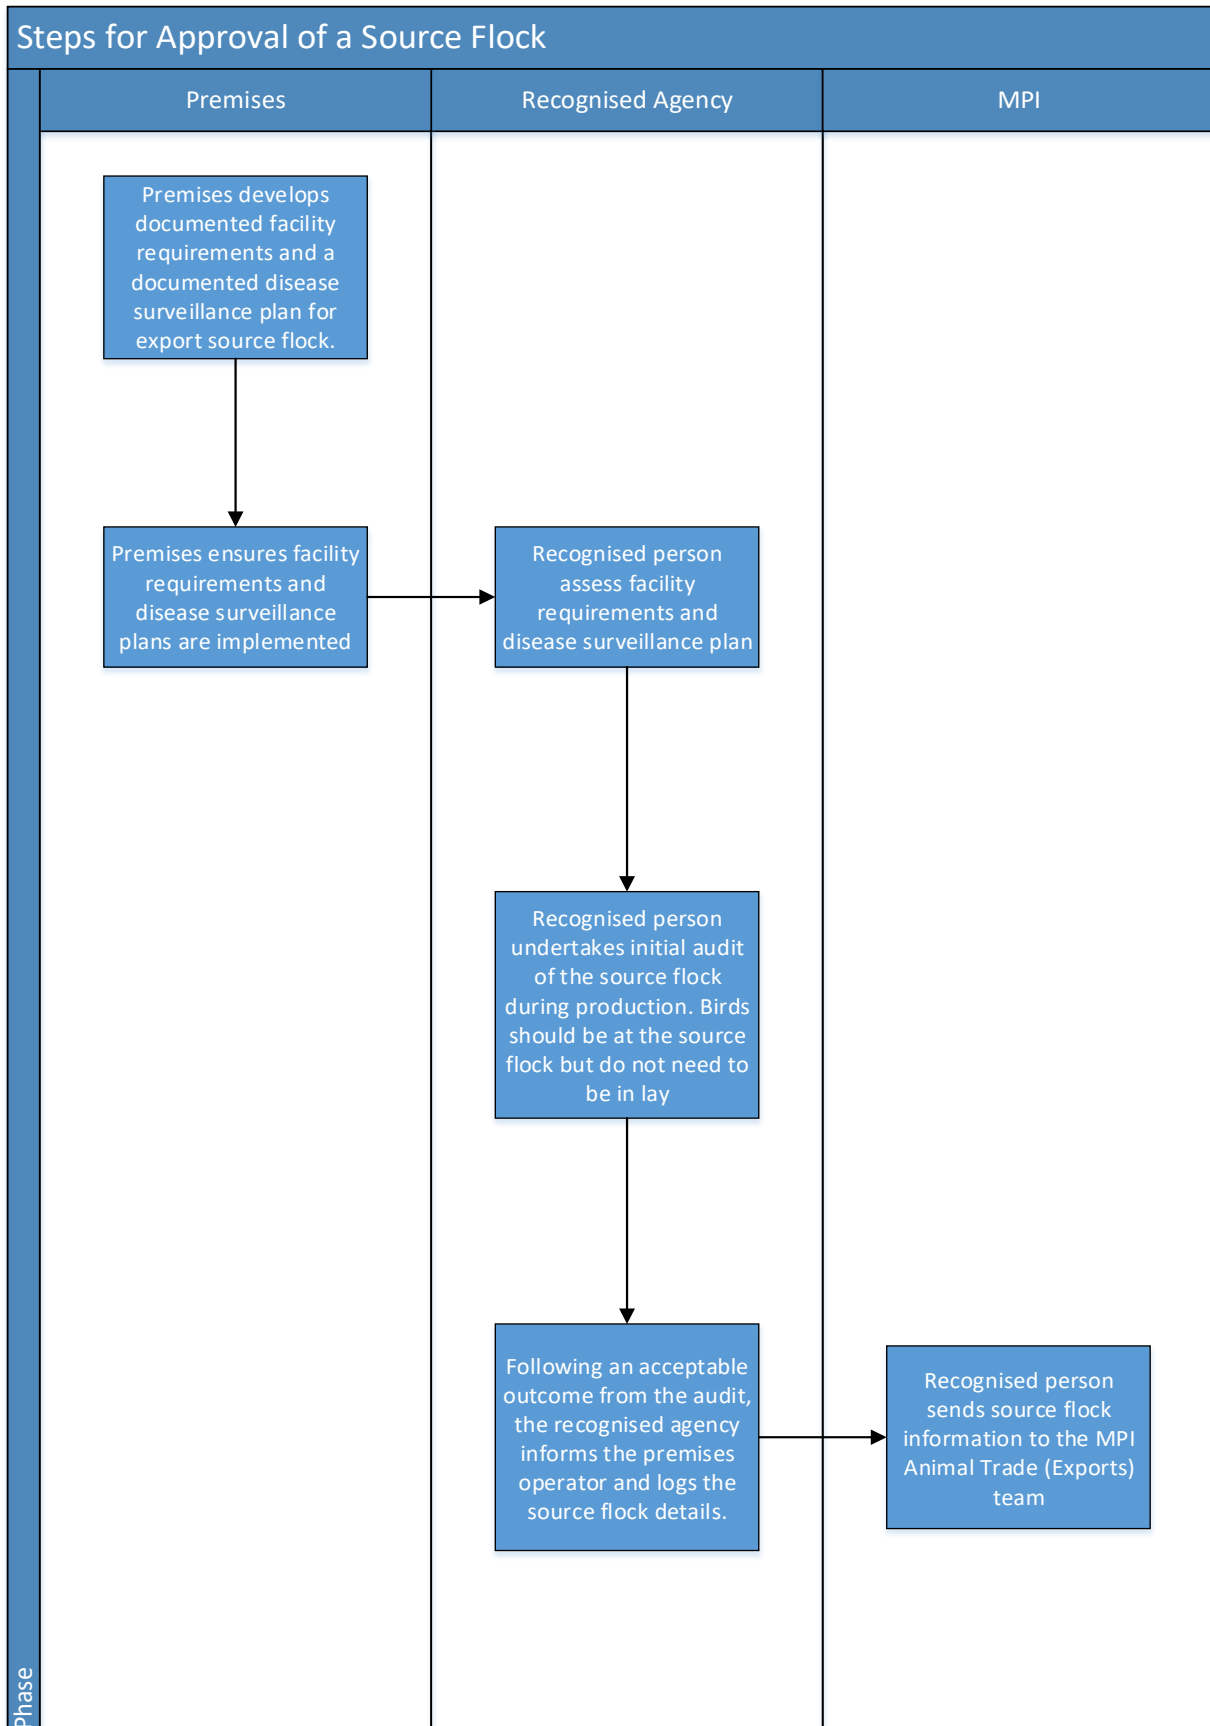 Steps for Approval of a Source Flock
Premises
Recognised Agency
MPI
Premises develops
documented facility
requirements and a
documented disease
surveillance plan for
export source flock.
Premises ensures facility
requirements and
disease surveillance
plans are implemented
Recognised person
assess facility
requirements and
disease surveillance plan
Recognised person
undertakes initial audit
of the source flock
during production. Birds
should be at the source
flock but do not need to
be in lay
Following an acceptable
outcome from the audit,
the recognised agency
informs the premises
operator and logs the
source flock details.
Recognised person
sends source flock
information to the MPI
Animal Trade (Exports)
team
Phase